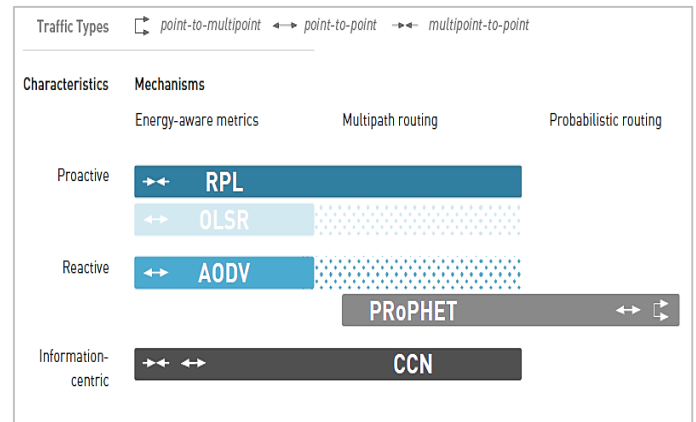 Traffic Types point-to-multipoint point-to-point multipoint-to-point
Characteristics Mechanisms
Energy-aware metrics Multipath routing Probabilistic routing
Proactive RPL
OLSR
Reactive AODV
PRoPHET
Information-
centric
CCN